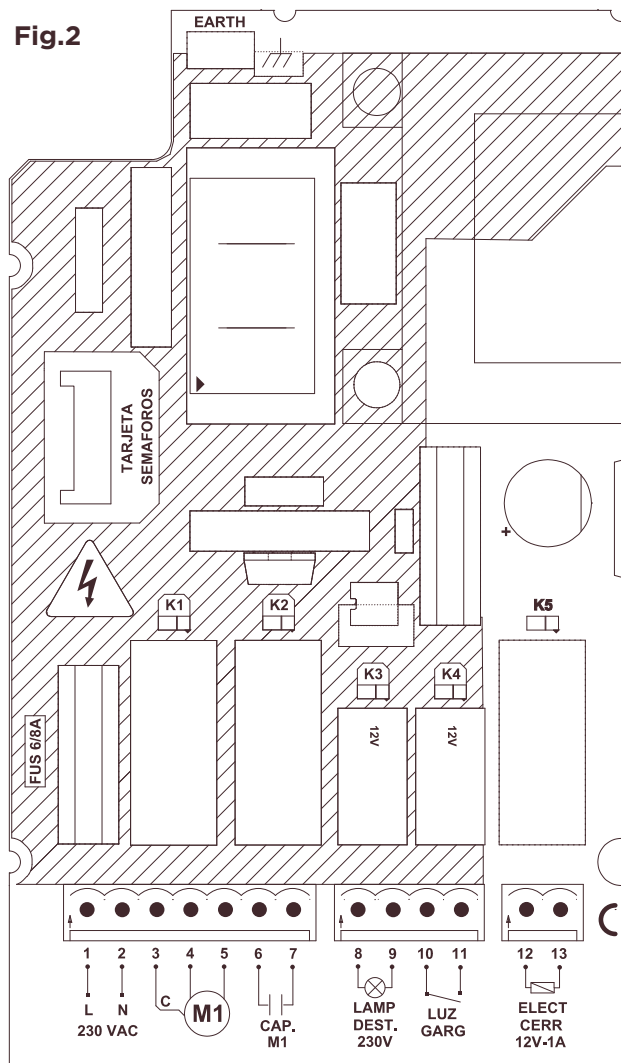 Fig.2
EARTH
TARJETA
SEMAFOROS
+
K1
K2
K5
K3
K4
12V
12V
FUS 6/8A
1 2 3 4 5 6 7 8 9 10 11 12 13
L N
230 VAC
C
M1
CAP.
M1
LAMP
DEST.
230V
LUZ
GARG
ELECT
CERR
12V-1A